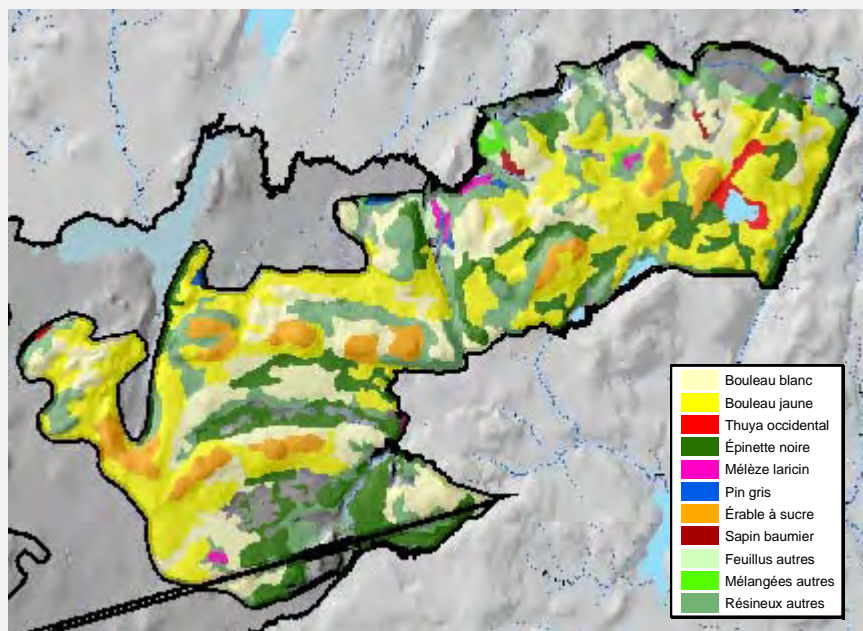 Bouleau blanc
Bouleau jaune
Thuya occidental
Épinette noire
Mélèze laricin
Pin gris
Érable à sucre
Sapin baumier
Feuillus autres
Mélangées autres
Résineux autres